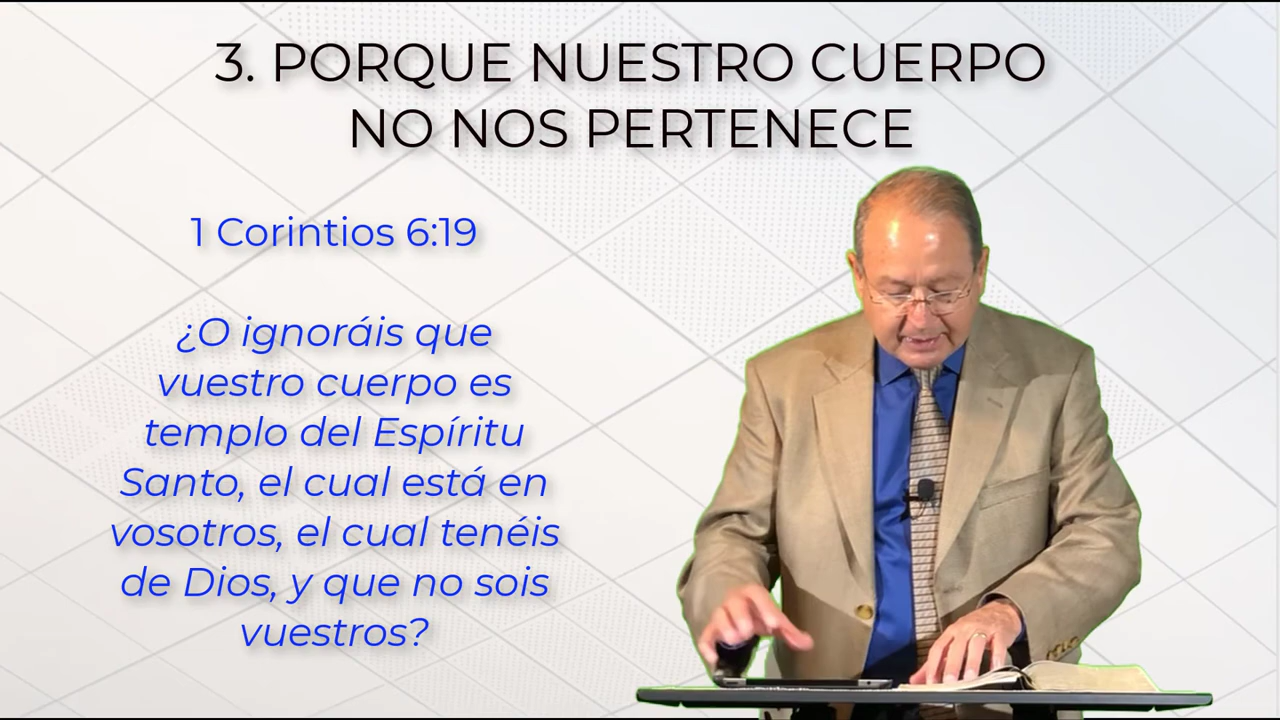 3. PORQUE NUESTRO CUERPO
NO NOS PERTENECE
1 Corintios 6:19
¿O ignoráis que
vuestro cuerpo es
templo del Espíritu
Santo, el cual está en
vosotros, el cual tenéis
de Dios, y que no sois
vuestros?